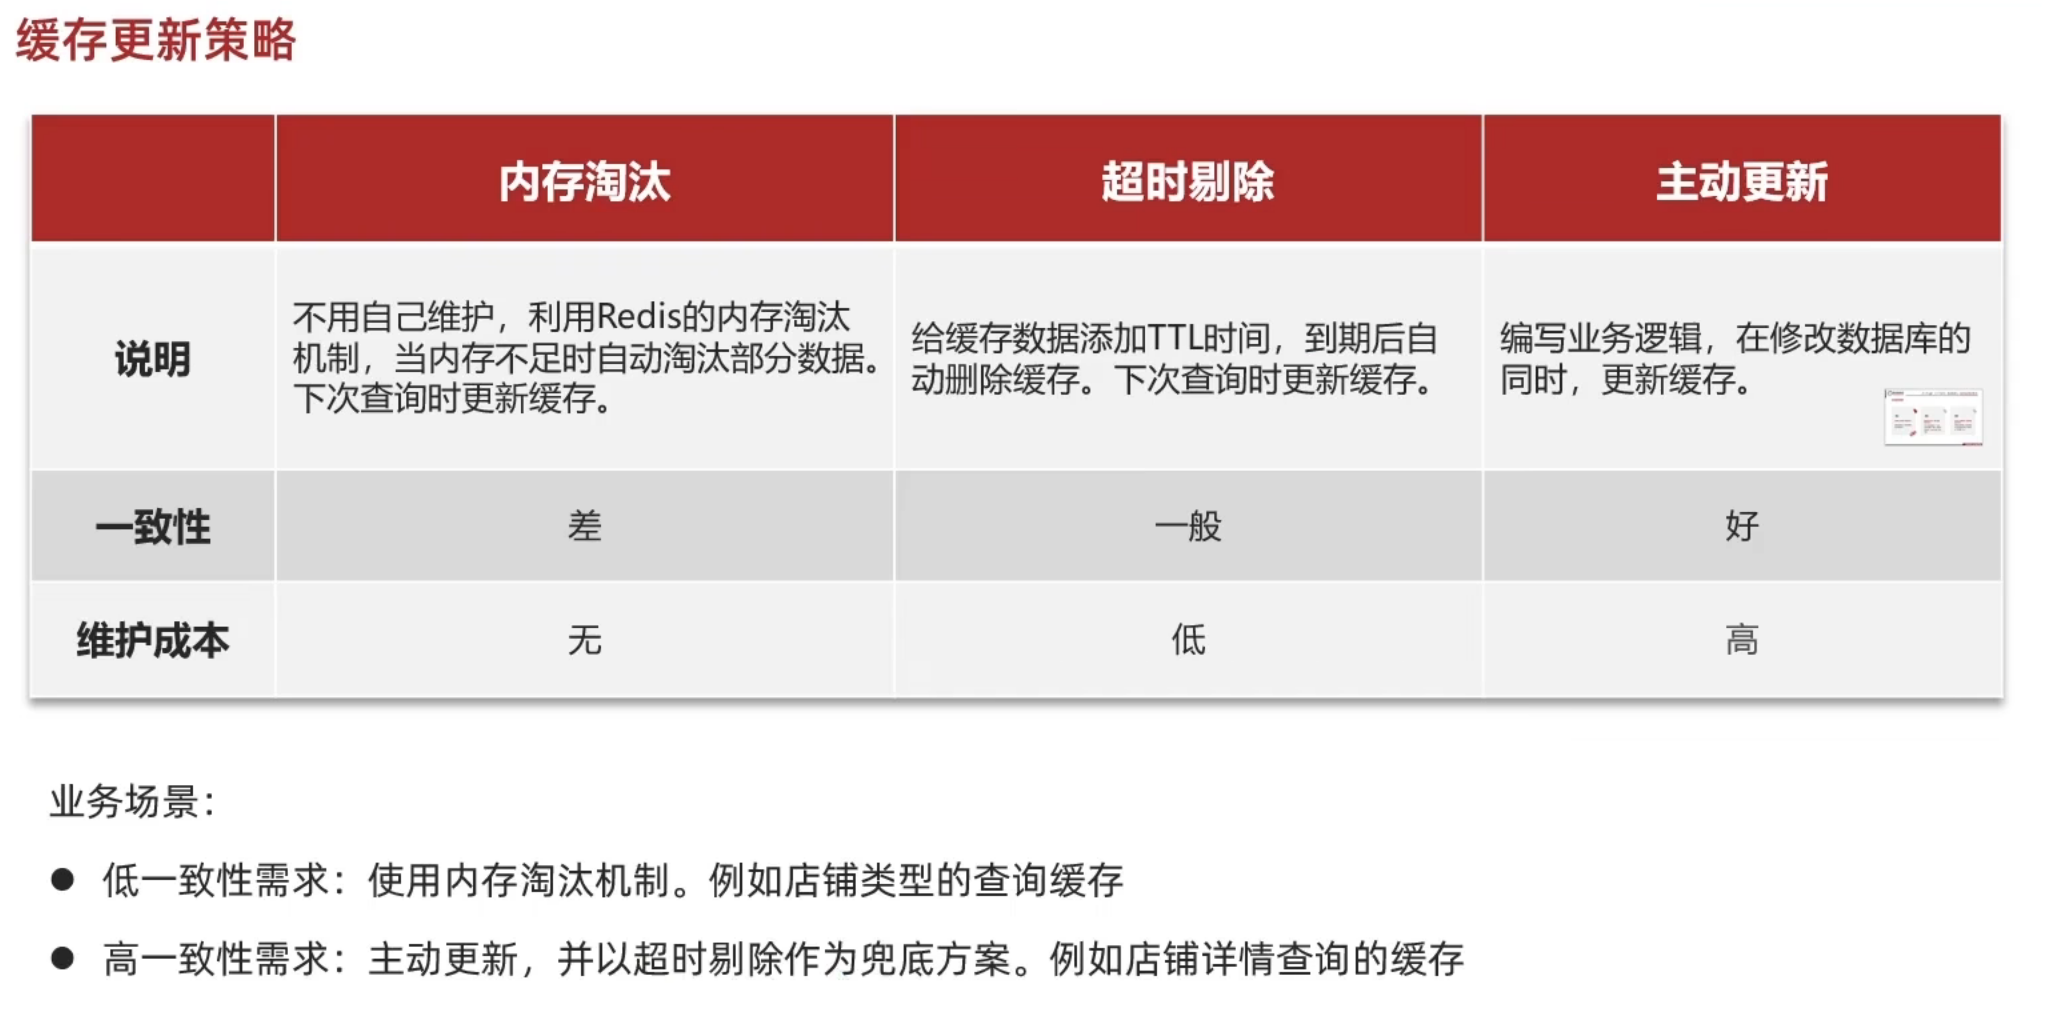 缓存更新策略
内存淘汰
超时剔除
主动更新
说明
不用自己维护，利用Redis的内存淘汰
机制，当内存不足时自动淘汰部分数据。
下次查询时更新缓存。
给缓存数据添加TTL时间，到期后自
动删除缓存。下次查询时更新缓存。
编写业务逻辑，在修改数据库的
同时，更新缓存。
一致性
差
一般
好
维护成本
无
低
高
业务场景：
● 低一致性需求：使用内存淘汰机制。例如店铺类型的查询缓存
● 高一致性需求：主动更新，并以超时剔除作为兜底方案。例如店铺详情查询的缓存